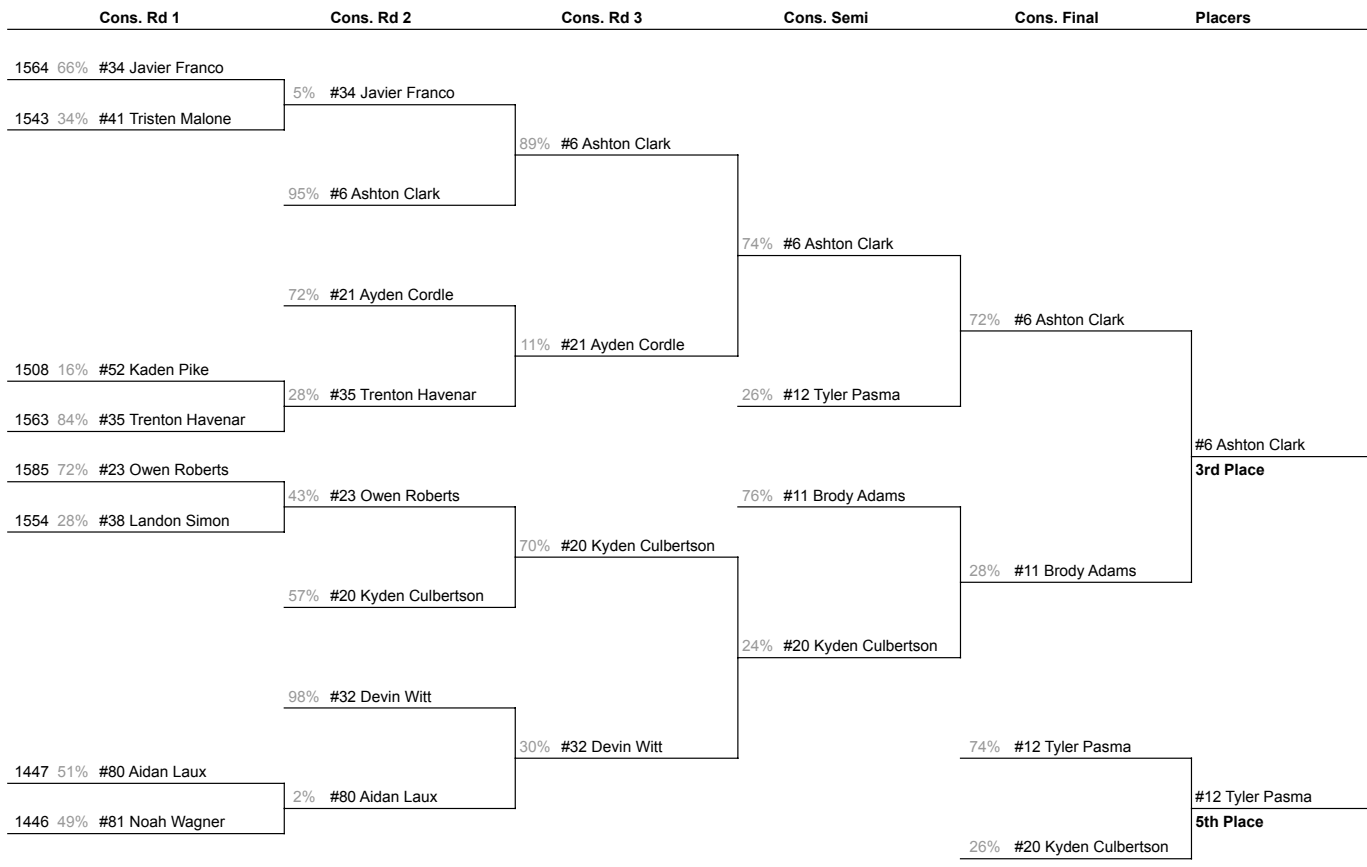 Cons. Rd 1 Cons. Rd 2 Cons. Rd 3 Cons. Semi Cons. Final Placers
1564 66% #34 Javier Franco
5% #34 Javier Franco
1543 34% #41 Tristen Malone
89% #6 Ashton Clark
95% #6 Ashton Clark
74% #6 Ashton Clark
72% #21 Ayden Cordle
72% #6 Ashton Clark
11% #21 Ayden Cordle
1508 16% #52 Kaden Pike
28% #35 Trenton Havenar
26% #12 Tyler Pasma
1563 84% #35 Trenton Havenar
#6 Ashton Clark
1585 72% #23 Owen Roberts
3rd Place
43% #23 Owen Roberts
76% #11 Brody Adams
1554 28% #38 Landon Simon
70% #20 Kyden Culbertson
28% #11 Brody Adams
57% #20 Kyden Culbertson
24% #20 Kyden Culbertson
98% #32 Devin Witt
30% #32 Devin Witt
74% #12 Tyler Pasma
1447 51% #80 Aidan Laux
2% #80 Aidan Laux
#12 Tyler Pasma
1446 49% #81 Noah Wagner
5th Place
26% #20 Kyden Culbertson